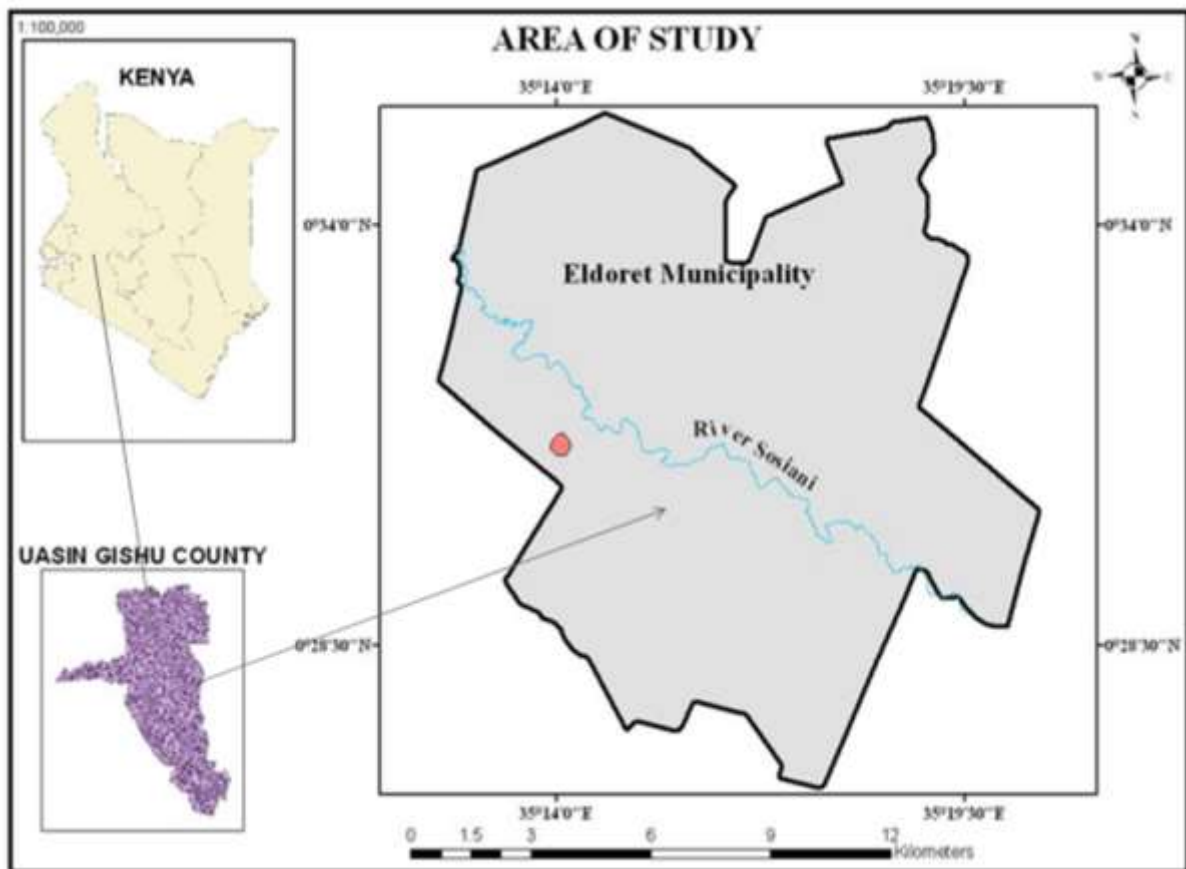 1:100,000
AREA OF STUDY
KENYA
N
W
E
S
35°14'0"E
35°19'30"E
0°34'0"N
0°34'0"N
Eldoret Municipality
River Sosiani
UASIN GISHU COUNTY
0°28'30"N
0°28'30"N
35°14'0"E
35°19'30"E
0 1.5 3 6 9 12
Kilometers